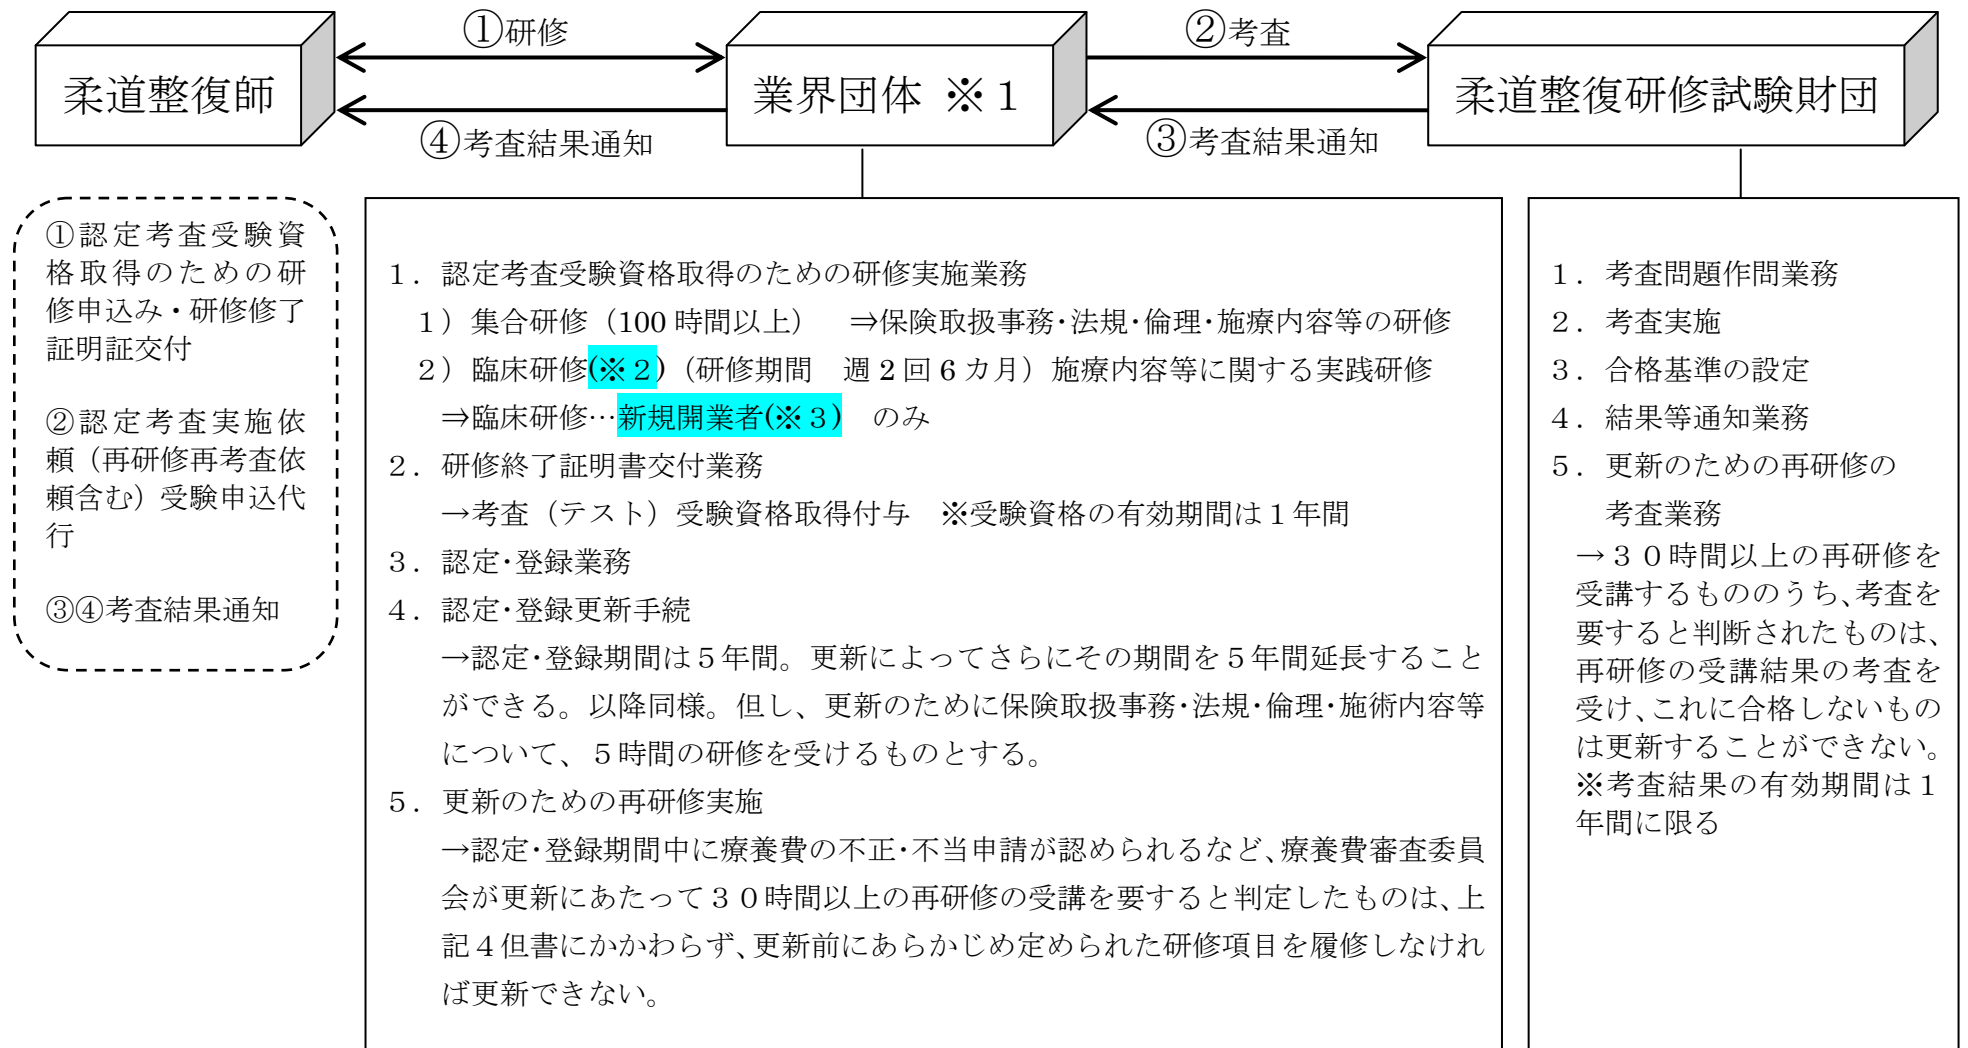 ①研修
②考査
柔道整復師
業界団体 ※１
柔道整復研修試験財団
④考査結果通知
③考査結果通知
①認定考査受験資
格取得のための研
修申込み・研修修了
証明証交付
②認定考査実施依
頼（再研修再考査依
頼含む）受験申込代
行
③④考査結果通知
１．認定考査受験資格取得のための研修実施業務
１）集合研修（100 時間以上）　⇒保険取扱事務･法規･倫理･施療内容等の研修
２）臨床研修(※２)（研修期間　週 2 回 6 カ月）施療内容等に関する実践研修
⇒臨床研修…新規開業者(※３)　のみ
２．研修終了証明書交付業務
→考査（テスト）受験資格取得付与　※受験資格の有効期間は１年間
３．認定･登録業務
４．認定･登録更新手続
→認定･登録期間は５年間。更新によってさらにその期間を５年間延長すること
ができる。以降同様。但し、更新のために保険取扱事務･法規･倫理･施術内容等
について、５時間の研修を受けるものとする。
５．更新のための再研修実施
→認定･登録期間中に療養費の不正･不当申請が認められるなど、療養費審査委員
会が更新にあたって３０時間以上の再研修の受講を要すると判定したものは、上
記４但書にかかわらず、更新前にあらかじめ定められた研修項目を履修しなけれ
ば更新できない。
１．考査問題作問業務
２．考査実施
３．合格基準の設定
４．結果等通知業務
５．更新のための再研修の
考査業務
→３０時間以上の再研修を
受講するもののうち、考査を
要すると判断されたものは、
再研修の受講結果の考査を
受け、これに合格しないもの
は更新することができない。
※考査結果の有効期間は１
年間に限る